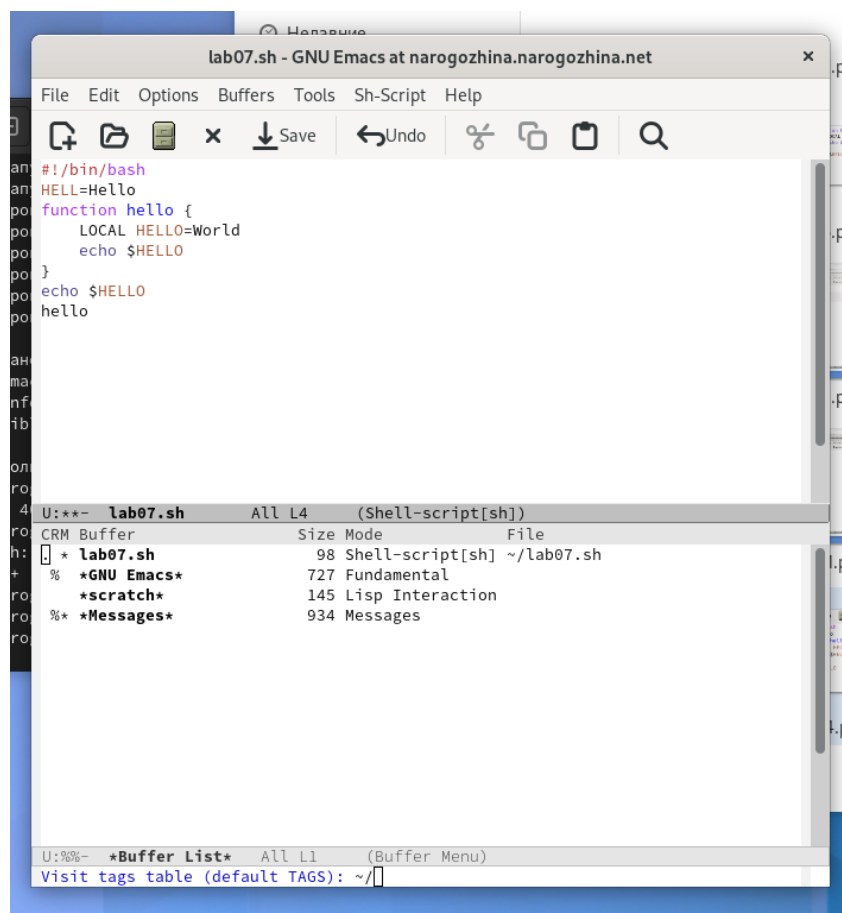 Недавние
lab07.sh - GNU Emacs at narogozhina.narogozhina.net
File Edit Options Buffers Tools Sh-Script Help
Save Undo
#!/bin/bash
HELL=Hello
function hello {
    LOCAL HELLO=World
    echo $HELLO
}
echo $HELLO
hello
U:**-  lab07.sh       All L4     (Shell-script[sh])
CRM Buffer                 Size Mode             File
. * lab07.sh                 98 Shell-script[sh] ~/lab07.sh
 %  *GNU Emacs*             727 Fundamental
    *scratch*               145 Lisp Interaction
 %* *Messages*              934 Messages
U:%%-  *Buffer List*   All L1     (Buffer Menu)
Visit tags table (default TAGS): ~/